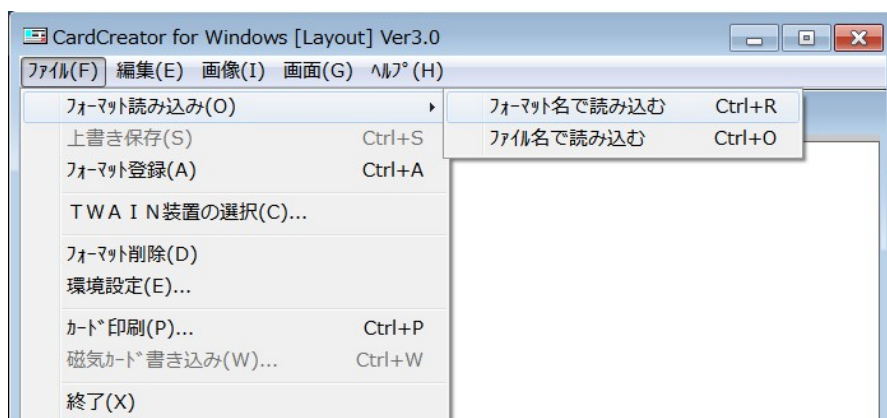 CardCreator for Windows [Layout] Ver3.0
ﾌｧｲﾙ(F) 編集(E) 画像(I) 画面(G) ﾍﾙﾌﾟ(H)
ﾌｫｰﾏｯﾄ読み込み(O)
ﾌｫｰﾏｯﾄ名で読み込む Ctrl+R
上書き保存(S) Ctrl+S
ﾌｧｲﾙ名で読み込む Ctrl+O
ﾌｫｰﾏｯﾄ登録(A) Ctrl+A
ＴＷＡＩＮ装置の選択(C)...
ﾌｫｰﾏｯﾄ削除(D)
環境設定(E)...
ｶｰﾄﾞ印刷(P)... Ctrl+P
磁気ｶｰﾄﾞ書き込み(W)... Ctrl+W
終了(X)